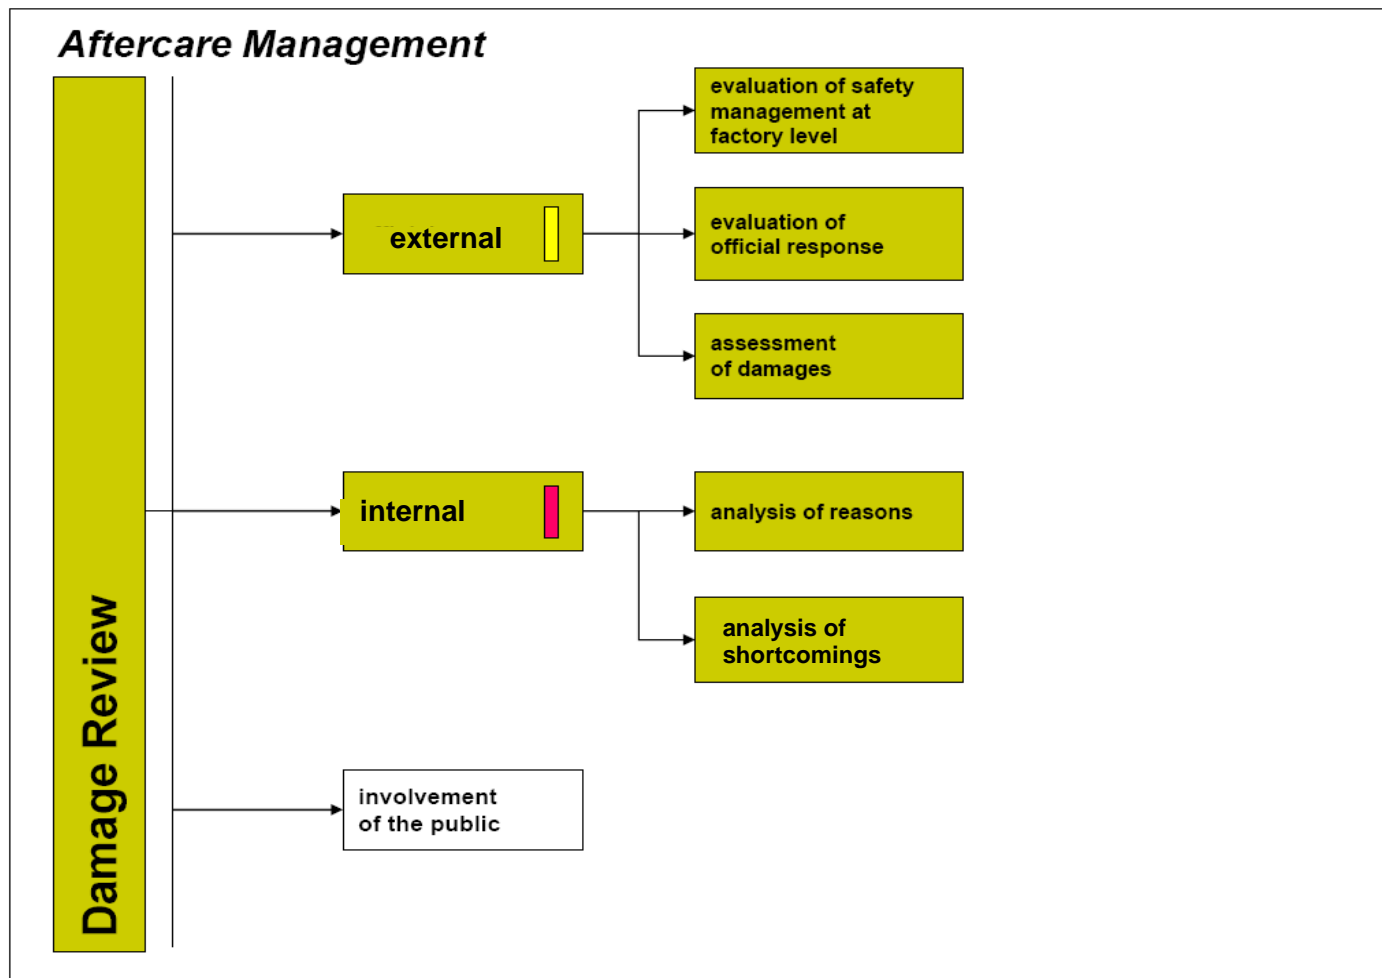 Aftercare Management
Damage Review
external
evaluation of safety
management at
factory level
evaluation of
official response
assessment
of damages
internal
analysis of reasons
analysis of
shortcomings
involvement
of the public